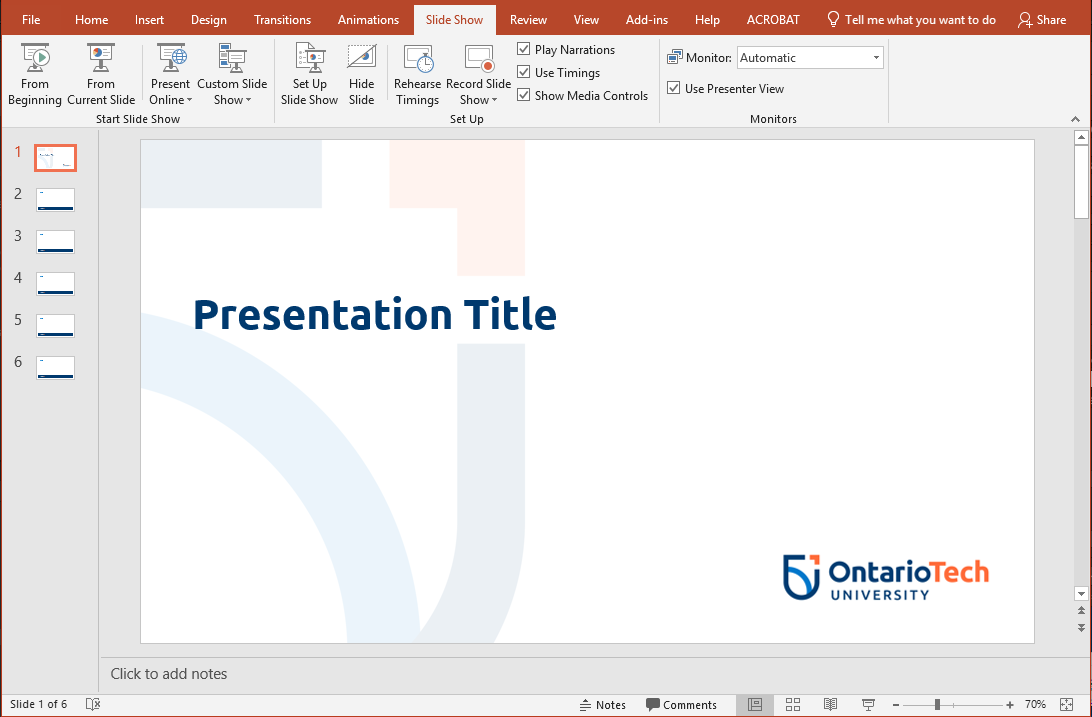 File Home Insert Design Transitions Animations Slide Show Review View Add-ins Help ACROBAT Tell me what you want to do Share
From Beginning
From Current Slide
Present Online
Custom Slide Show
Start Slide Show
Set Up Slide Show
Hide Slide
Rehearse Timings
Record Slide Show
Play Narrations
Use Timings
Show Media Controls
Set Up
Monitor: Automatic
Use Presenter View
Monitors
1
2
3
4
5
6
Presentation Title
OntarioTech
UNIVERSITY
Click to add notes
Slide 1 of 6 Notes Comments 70%